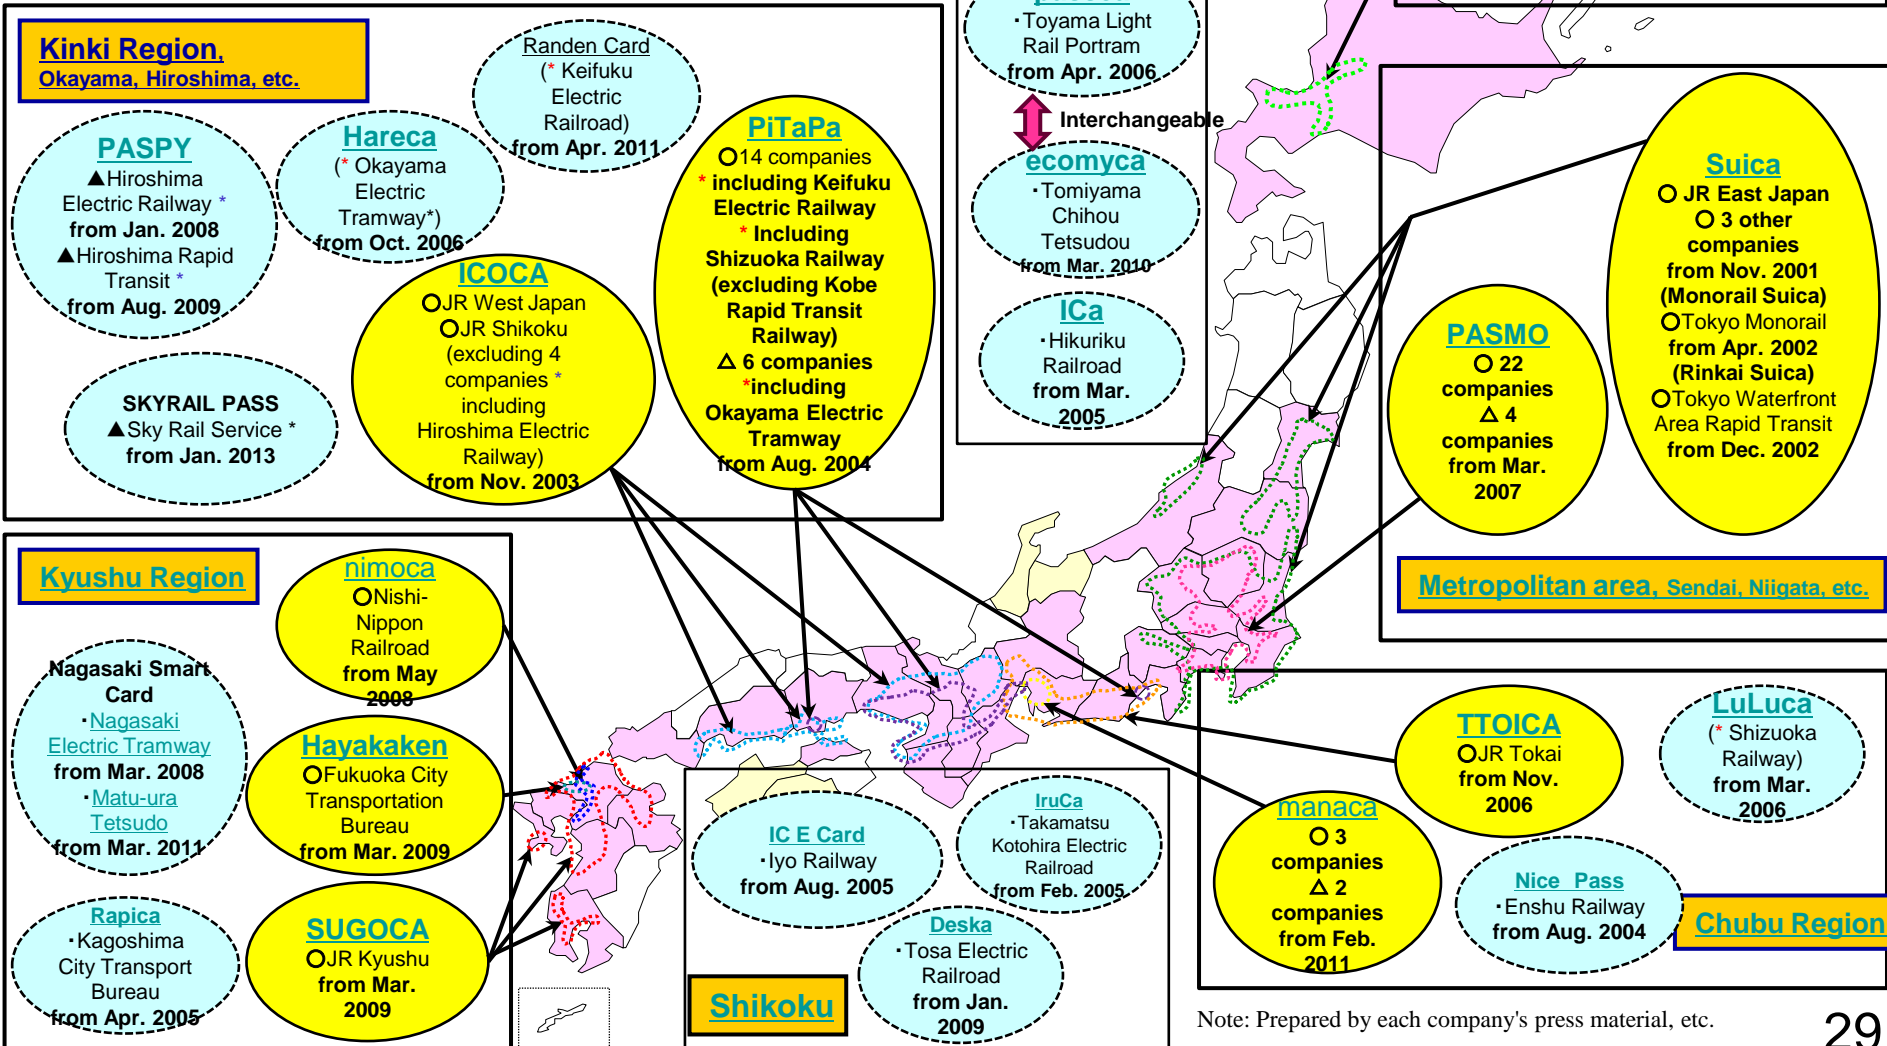 Kinki Region,
Okayama, Hiroshima, etc.
Randen Card
(* Keifuku
Electric
Railroad)
from Apr. 2011
PASPY
▲Hiroshima
Electric Railway *
from Jan. 2008
▲Hiroshima Rapid
Transit *
from Aug. 2009
Hareca
(* Okayama
Electric
Tramway*)
from Oct. 2006
PiTaPa
○14 companies
* including Keifuku
Electric Railway
* Including
Shizuoka Railway
(excluding Kobe
Rapid Transit
Railway)
△ 6 companies
*including
Okayama Electric
Tramway
from Aug. 2004
ICOCA
○JR West Japan
○JR Shikoku
(excluding 4
companies *
including
Hiroshima Electric
Railway)
from Nov. 2003
SKYRAIL PASS
▲Sky Rail Service *
from Jan. 2013
・Toyama Light
Rail Portram
from Apr. 2006
Interchangeable
ecomyca
・Tomiyama
Chihou
Tetsudou
from Mar. 2010
ICa
・Hikuriku
Railroad
from Mar.
2005
Suica
○ JR East Japan
○ 3 other
companies
from Nov. 2001
(Monorail Suica)
○Tokyo Monorail
from Apr. 2002
(Rinkai Suica)
○Tokyo Waterfront
Area Rapid Transit
from Dec. 2002
PASMO
○ 22
companies
△ 4
companies
from Mar.
2007
Metropolitan area, Sendai, Niigata, etc.
Kyushu Region
nimoca
○Nishi-
Nippon
Railroad
from May
2008
Nagasaki Smart
Card
・Nagasaki
Electric Tramway
from Mar. 2008
・Matu-ura
Tetsudo
from Mar. 2011
Hayakaken
○Fukuoka City
Transportation
Bureau
from Mar. 2009
Rapica
・Kagoshima
City Transport
Bureau
from Apr. 2005
SUGOCA
○JR Kyushu
from Mar.
2009
IC E Card
・Iyo Railway
from Aug. 2005
IruCa
・Takamatsu
Kotohira Electric
Railroad
from Feb. 2005
Deska
・Tosa Electric
Railroad
from Jan.
2009
Shikoku
TTOICA
○JR Tokai
from Nov.
2006
LuLuca
(* Shizuoka
Railway)
from Mar.
2006
manaca
○ 3
companies
△ 2
companies
from Feb.
2011
Nice Pass
・Enshu Railway
from Aug. 2004
Chubu Region
Note: Prepared by each company's press material, etc.
29